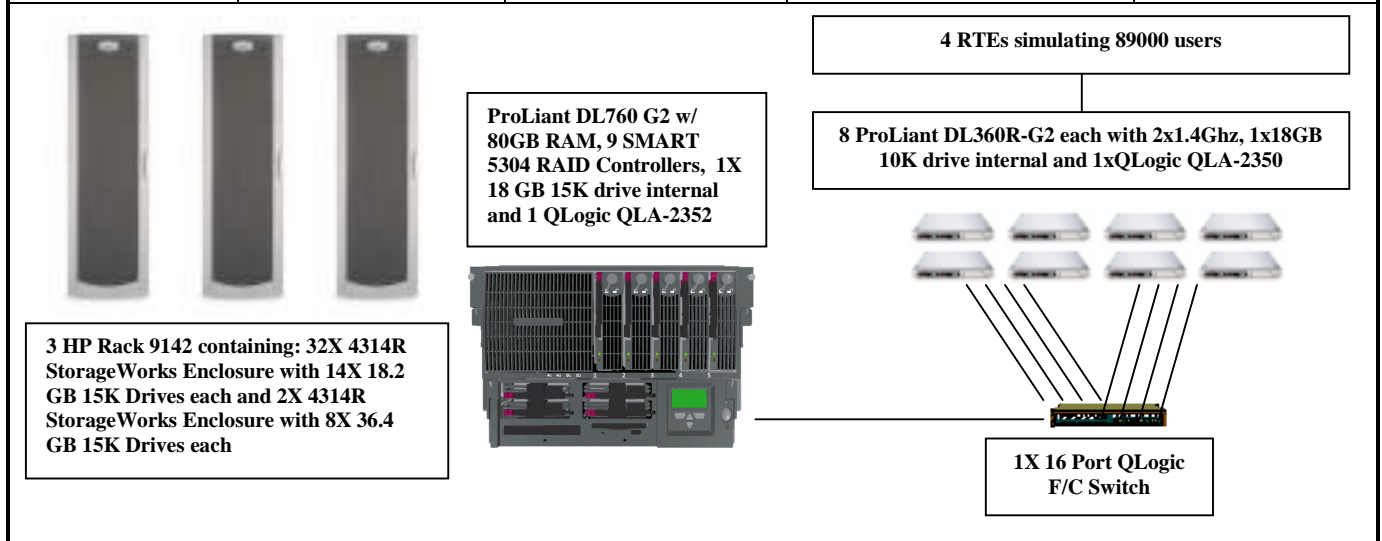 4 RTEs simulating 89000 users
ProLiant DL760 G2 w/
80GB RAM, 9 SMART
5304 RAID Controllers,  1X
18 GB 15K drive internal
and 1 QLogic QLA-2352
8 ProLiant DL360R-G2 each with 2x1.4Ghz, 1x18GB
10K drive internal and 1xQLogic QLA-2350
3 HP Rack 9142 containing: 32X 4314R
StorageWorks Enclosure with 14X 18.2
GB 15K Drives each and 2X 4314R
StorageWorks Enclosure with 8X 36.4
GB 15K Drives each
1X 16 Port QLogic
F/C Switch